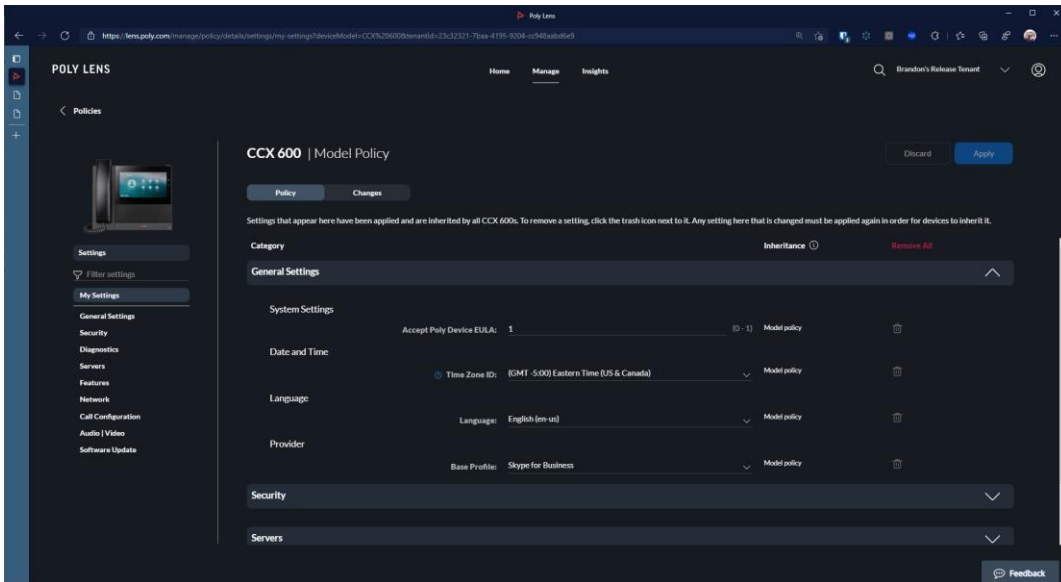 Poly Lens
https://lens.poly.com/manage/policy/details/settings/my-settings?deviceModel=CCX%20600&tenantId=23c32321-7baa-4195-9204-cc948aabd6e9
POLY LENS
Home Manage Insights
Brandon's Release Tenant
Policies
CCX 600 | Model Policy
Discard Apply
Policy Changes
Settings that appear here have been applied and are inherited by all CCX 600s. To remove a setting, click the trash icon next to it. Any setting here that is changed must be applied again in order for devices to inherit it.
Settings
Filter settings
My Settings
General Settings
Security
Diagnostics
Servers
Features
Network
Call Configuration
Audio | Video
Software Update
Category Inheritance Remove All
General Settings
System Settings
Accept Poly Device EULA: 1 (0 - 1) Model policy
Date and Time
Time Zone ID: (GMT -5:00) Eastern Time (US & Canada) Model policy
Language
Language: English (en-us) Model policy
Provider
Base Profile: Skype for Business Model policy
Security
Servers
Feedback